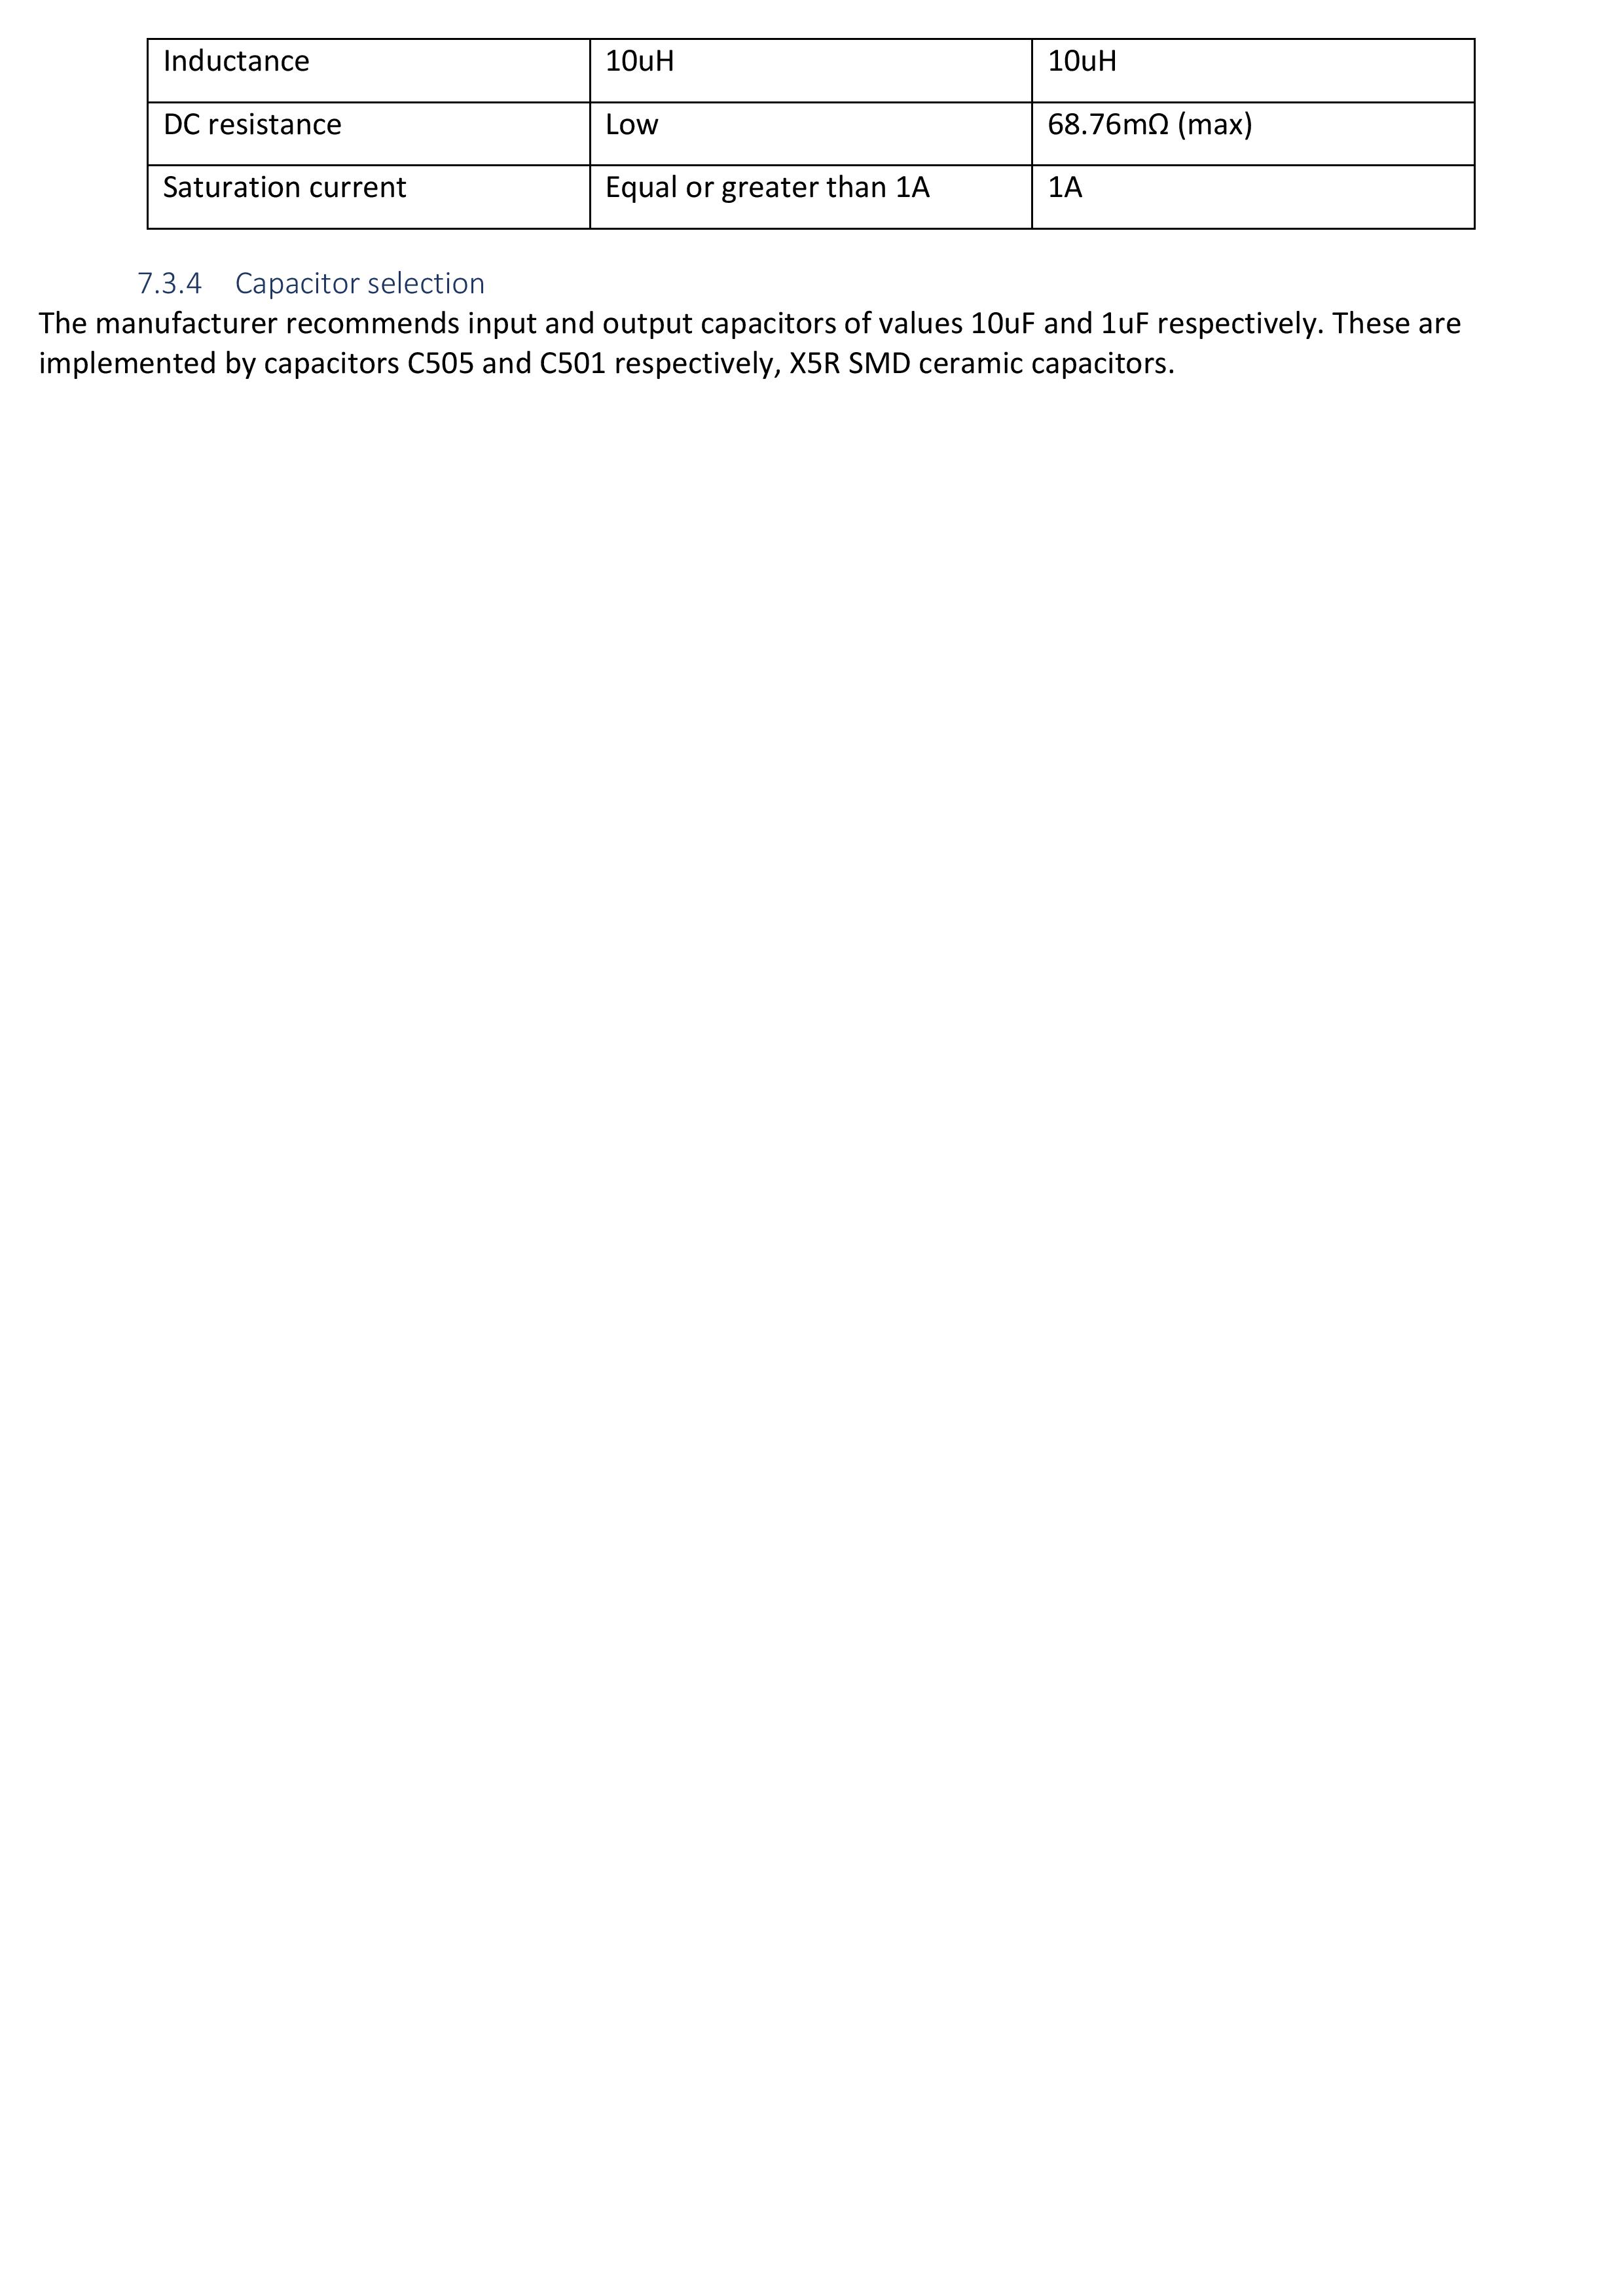 Inductance 10uH 10uH
DC resistance Low 68.76mΩ (max)
Saturation current Equal or greater than 1A 1A
7.3.4 Capacitor selection
The manufacturer recommends input and output capacitors of values 10uF and 1uF respectively. These are
implemented by capacitors C505 and C501 respectively, X5R SMD ceramic capacitors.